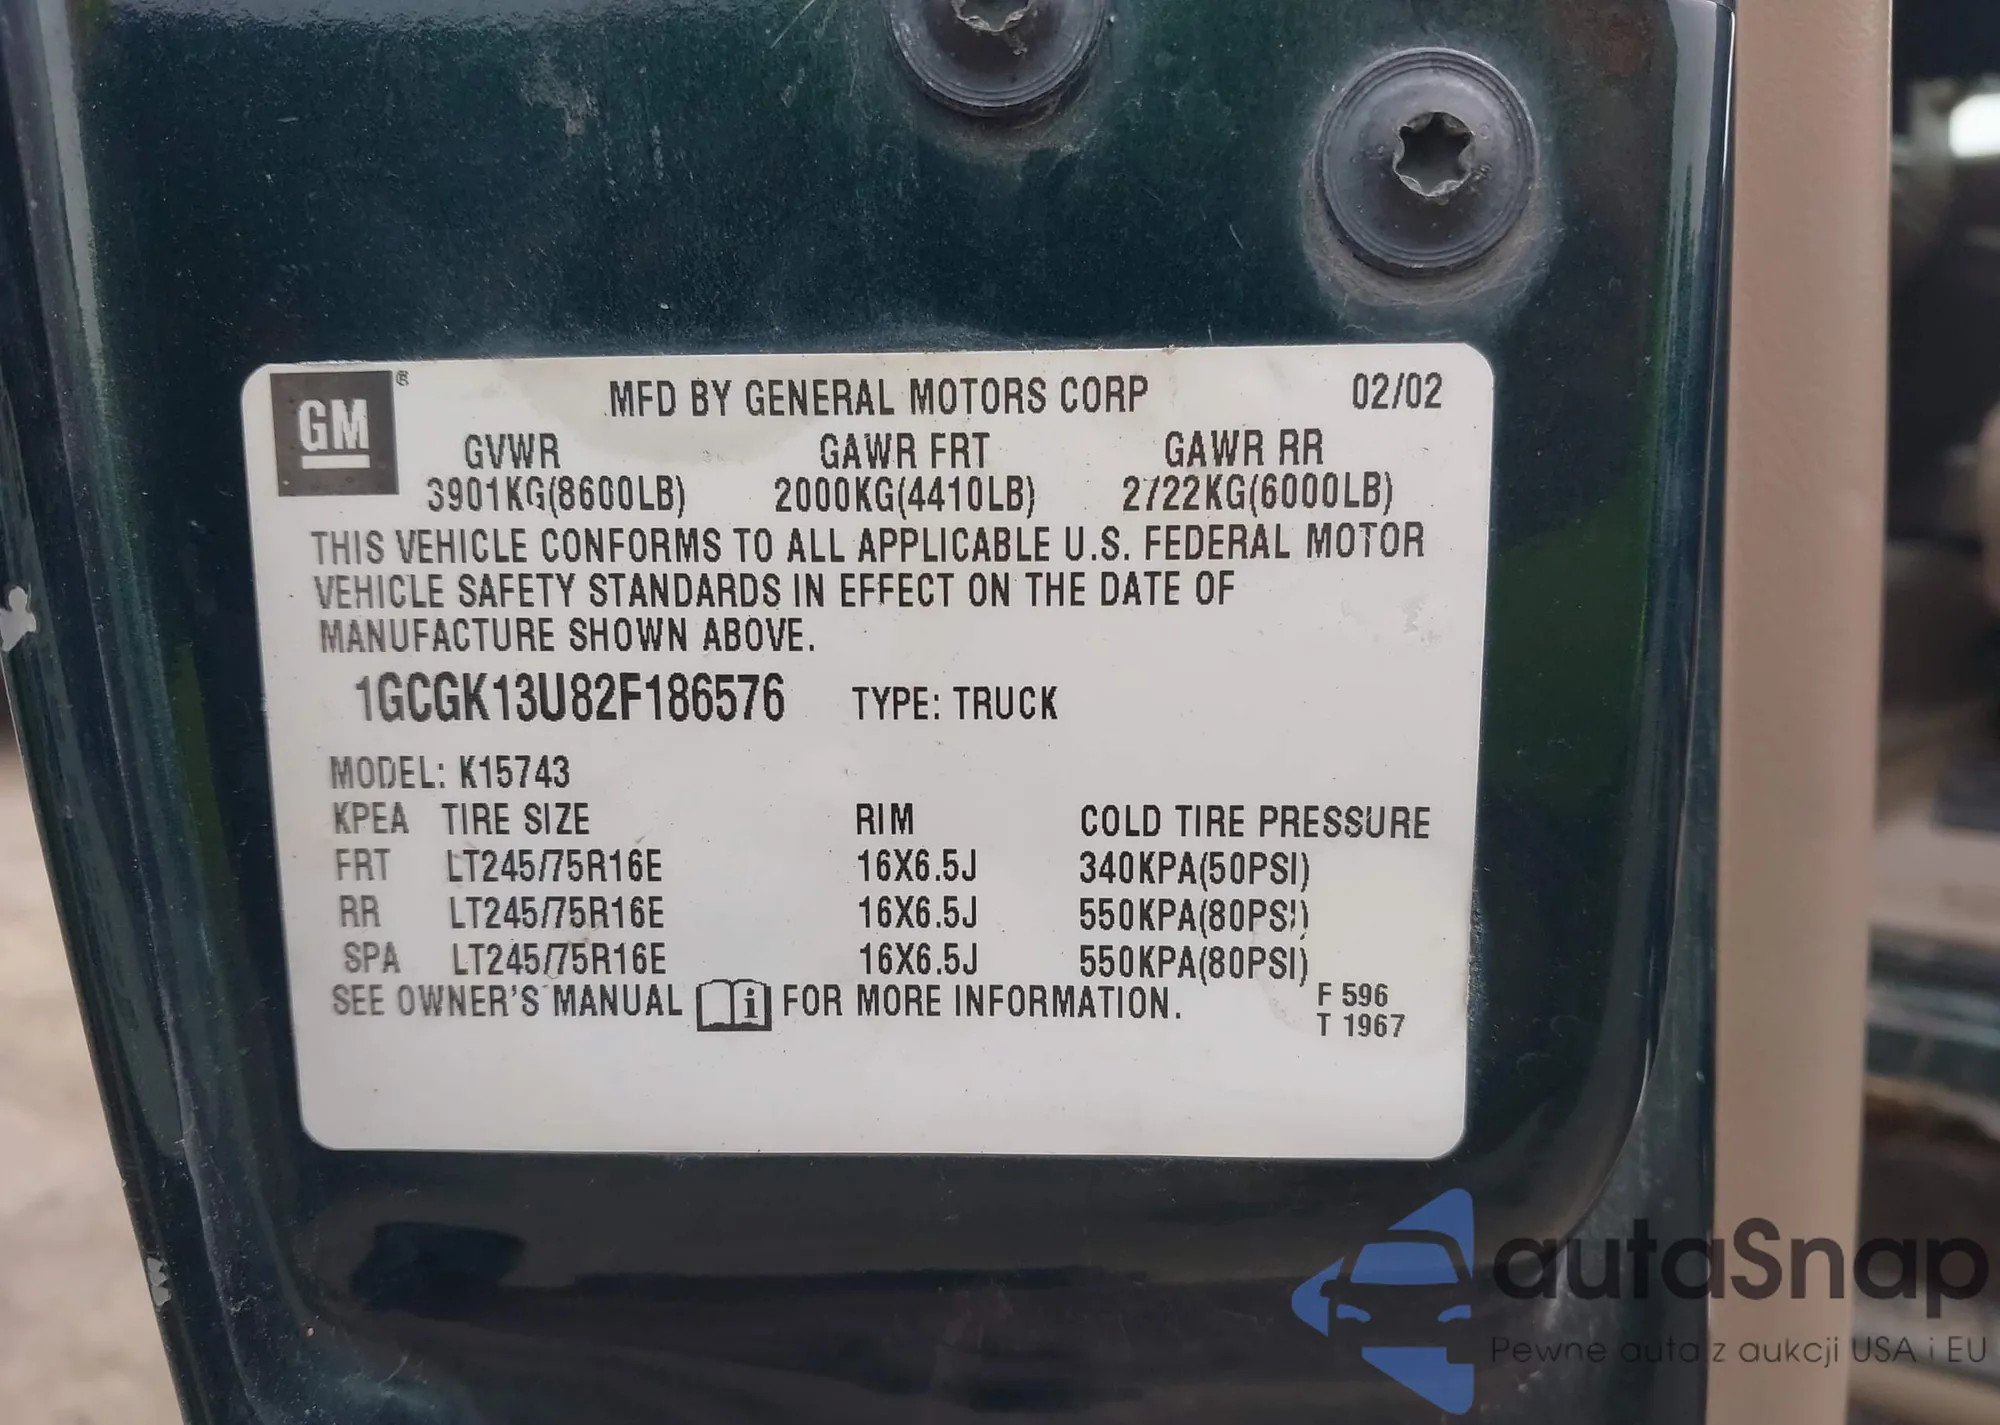 GM ®
MFD BY GENERAL MOTORS CORP 02/02
GVWR GAWR FRT GAWR RR
3901KG(8600LB) 2000KG(4410LB) 2722KG(6000LB)
THIS VEHICLE CONFORMS TO ALL APPLICABLE U.S. FEDERAL MOTOR
VEHICLE SAFETY STANDARDS IN EFFECT ON THE DATE OF
MANUFACTURE SHOWN ABOVE.
1GCGK13U82F186576 TYPE: TRUCK
MODEL: K15743
KPEA TIRE SIZE RIM COLD TIRE PRESSURE
FRT LT245/75R16E 16X6.5J 340KPA(50PSI)
RR LT245/75R16E 16X6.5J 550KPA(80PSI)
SPA LT245/75R16E 16X6.5J 550KPA(80PSI)
SEE OWNER'S MANUAL i FOR MORE INFORMATION.
F 596
T 1967
autaSnap
Pewne auta z aukcji USA i EU